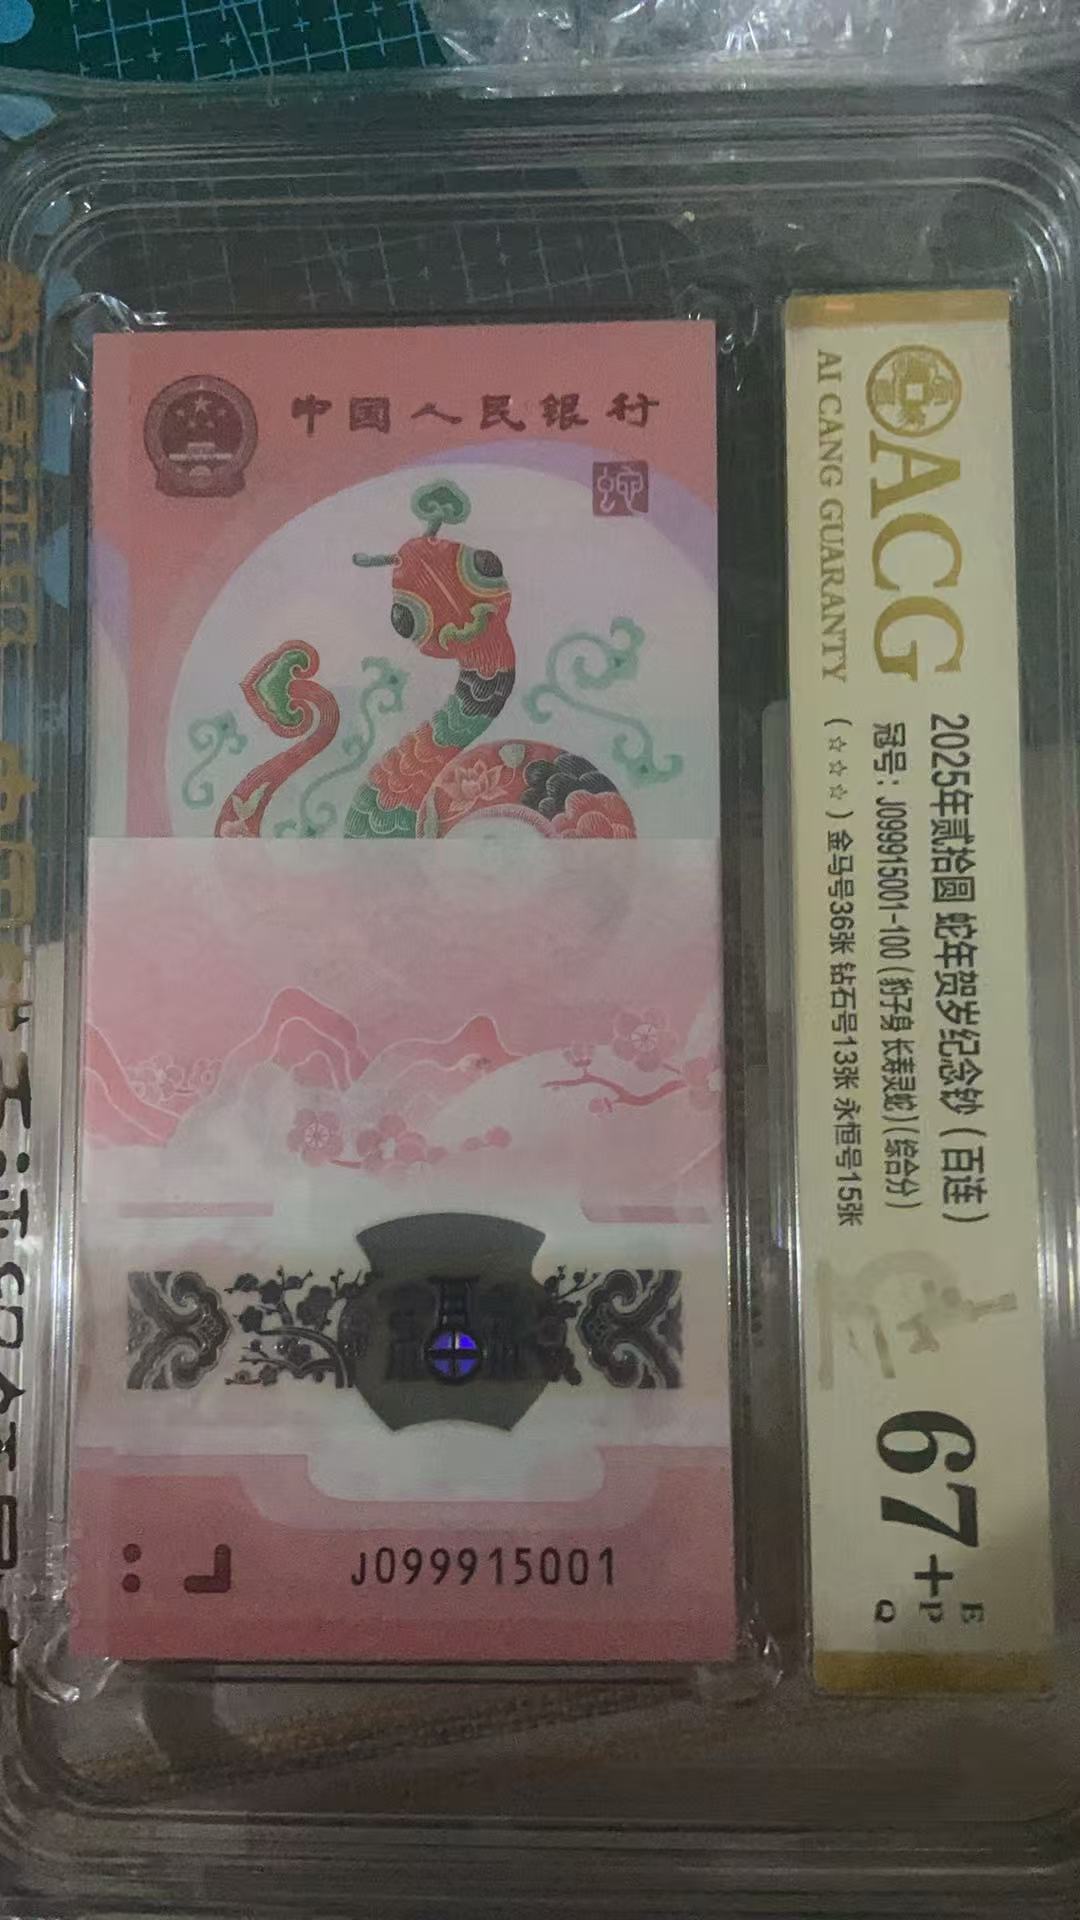 中国人民银行
蛇
J099915001
ACG
AI CANG GUARANTY
2025年贰拾圆 蛇年贺岁纪念钞 (百连)
冠号: J099915001-100 (豹子身 长寿灵蛇) (综合分)
(☆☆☆) 金马号36张 钻石号13张 永恒号15张
67+
E
P
Q